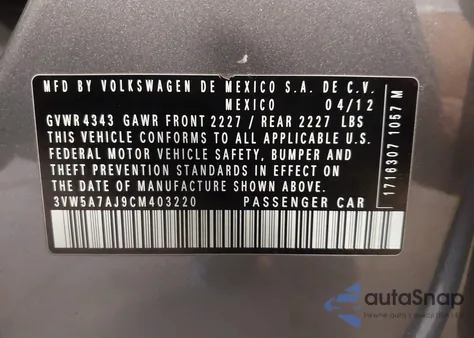 MFD BY VOLKSWAGEN DE MEXICO S.A. DE C.V.
MEXICO 04/12
GVWR 4343 GAWR FRONT 2227 / REAR 2227 LBS
THIS VEHICLE CONFORMS TO ALL APPLICABLE U.S.
FEDERAL MOTOR VEHICLE SAFETY, BUMPER AND
THEFT PREVENTION STANDARDS IN EFFECT ON
THE DATE OF MANUFACTURE SHOWN ABOVE.
3VW5A7AJ9CM403220 PASSENGER CAR
1716307 1057 M
autoSnap